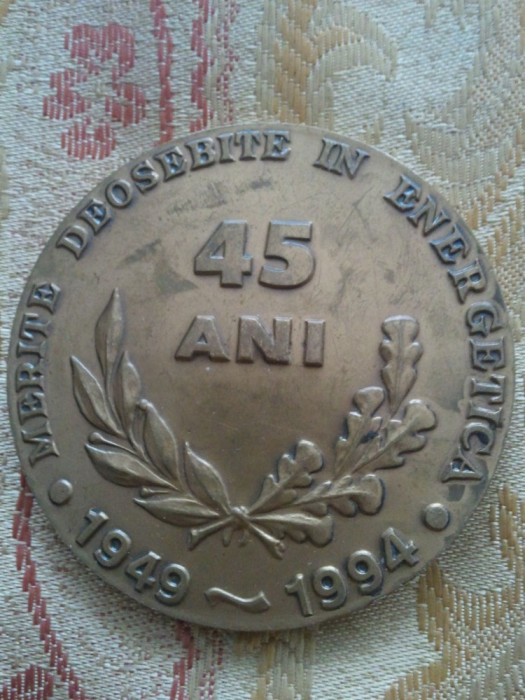 MERITE DEOSEBITE IN ENERGETICA
45
ANI
1949 ~ 1994